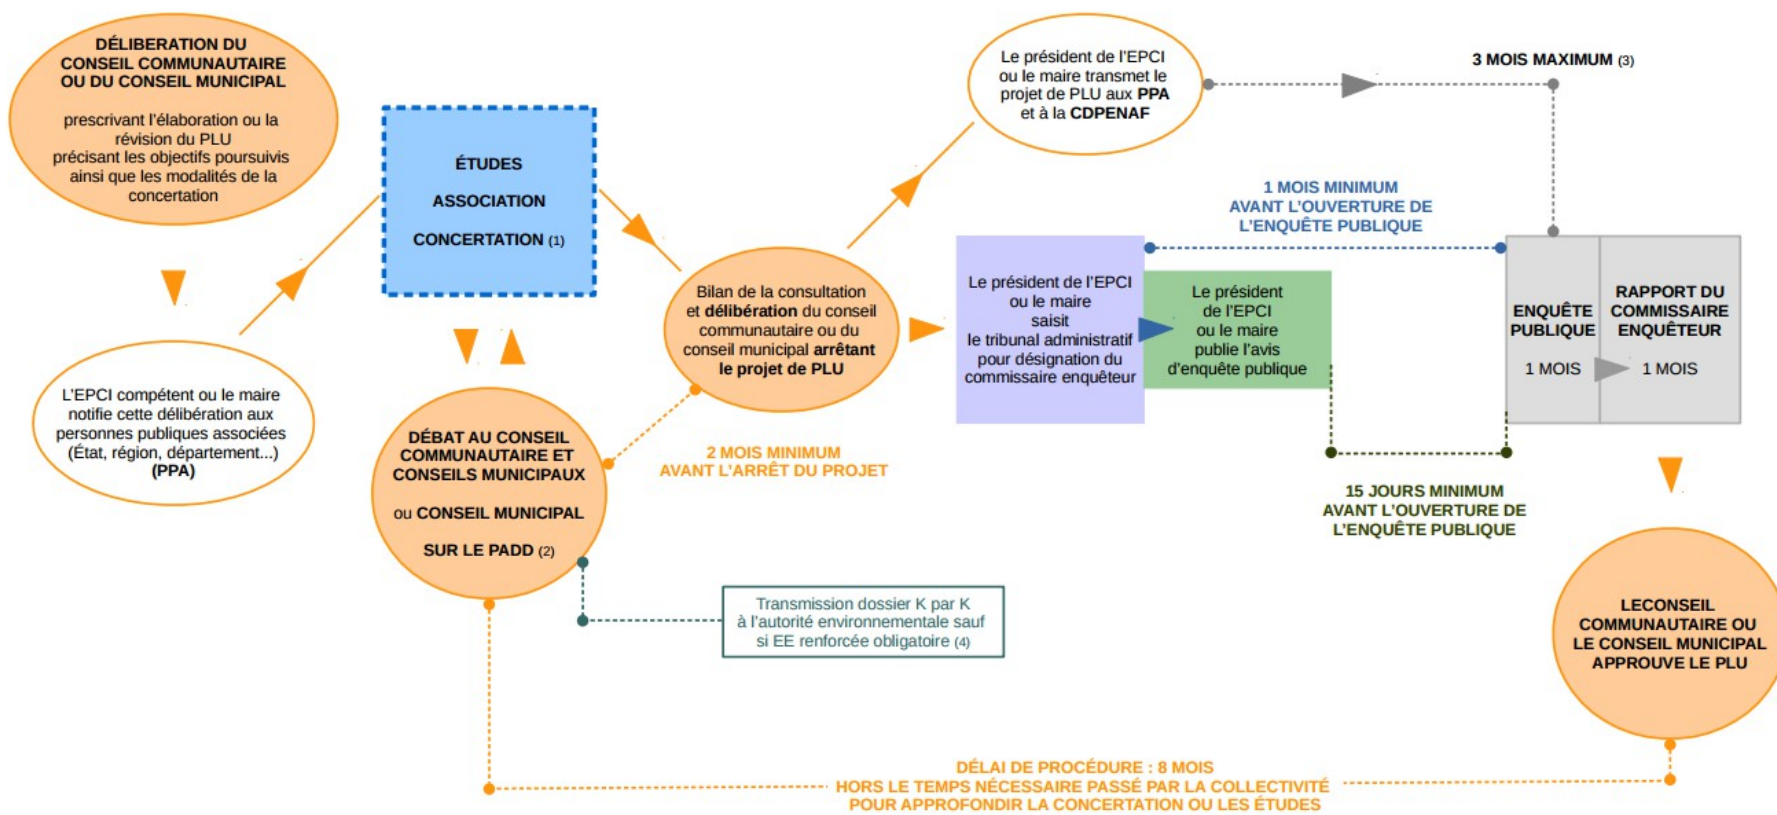 DÉLIBERATION DU
CONSEIL COMMUNAUTAIRE
OU DU CONSEIL MUNICIPAL
prescrivant l'élaboration ou la
révision du PLU
précisant les objectifs poursuivis
ainsi que les modalités de la
concertation
L'EPCI compétent ou le maire
notifie cette délibération aux
personnes publiques associées
(État, région, département...)
(PPA)
ÉTUDES
ASSOCIATION
CONCERTATION (1)
DÉBAT AU CONSEIL
COMMUNAUTAIRE ET
CONSEILS MUNICIPAUX
ou CONSEIL MUNICIPAL
SUR LE PADD (2)
2 MOIS MINIMUM
AVANT L'ARRÊT DU PROJET
Transmission dossier K par K
à l'autorité environnementale sauf
si EE renforcée obligatoire (4)
Bilan de la consultation
et délibération du conseil
communautaire ou du
conseil municipal arrêtant
le projet de PLU
Le président de l'EPCI
ou le maire transmet le
projet de PLU aux PPA
et à la CDPENAF
3 MOIS MAXIMUM (3)
1 MOIS MINIMUM
AVANT L'OUVERTURE DE
L'ENQUÊTE PUBLIQUE
Le président de l'EPCI
ou le maire
saisit
le tribunal administratif
pour désignation du
commissaire enquêteur
Le président
de l'EPCI
ou le maire
publie l'avis
d'enquête publique
15 JOURS MINIMUM
AVANT L'OUVERTURE DE
L'ENQUÊTE PUBLIQUE
ENQUÊTE
PUBLIQUE
1 MOIS
RAPPORT DU
COMMISSAIRE
ENQUÊTEUR
1 MOIS
LECONSEIL
COMMUNAUTAIRE OU
LE CONSEIL MUNICIPAL
APPROUVE LE PLU
DÉLAI DE PROCÉDURE : 8 MOIS
HORS LE TEMPS NÉCESSAIRE PASSÉ PAR LA COLLECTIVITÉ
POUR APPROFONDIR LA CONCERTATION OU LES ÉTUDES